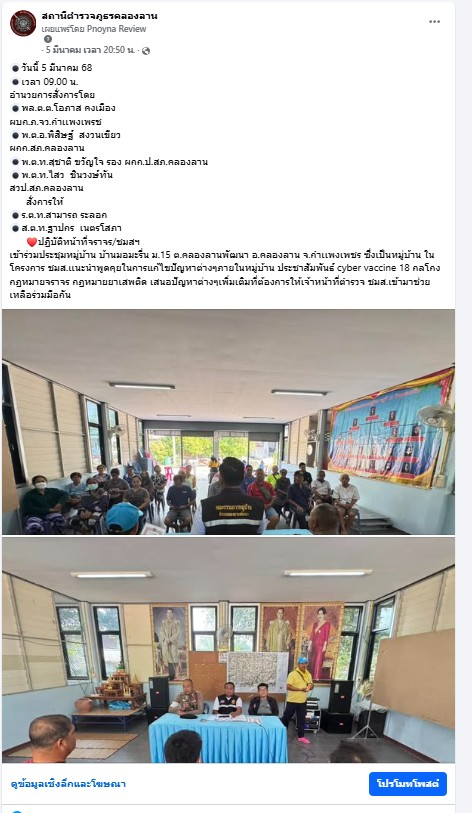 สถานีตำรวจภูธรคลองลาน
เผยแพร่โดย Pnoyna Review
· 5 มีนาคม เวลา 20:50 น. ·
วันนี้ 5 มีนาคม 68
เวลา 09.00 น.
อำนวยการสั่งการโดย
พล.ต.ต.โอภาส คงเมือง
ผบก.ภ.จว.กำแพงเพรช
พ.ต.อ.พิสิษฐ์ สงวนเขียว
ผกก.สภ.คลองลาน
พ.ต.ท.สุชาติ ขวัญใจ รอง ผกก.ป.สภ.คลองลาน
พ.ต.ท.ไสว ชินวงษ์ทัน
สวป.สภ.คลองลาน
สั่งการให้
ร.ต.ท.สามารถ ระลอก
ส.ต.ท.ฐาปกร เนตรโสภา
❤️ปฏิบัติหน้าที่จราจร/ชมสฯ
เข้าร่วมประชุมหมู่บ้าน บ้านมอมะรื่น ม.15 ต.คลองลานพัฒนา อ.คลองลาน จ.กำแพงเพชร ซึ่งเป็นหมู่บ้าน ใน
โครงการ ชมส.แนะนำพูดคุยในการแก้ไขปัญหาต่างๆภายในหมู่บ้าน ประชาสัมพันธ์ cyber vaccine 18 กลโกง
กฎหมายจราจร กฎหมายยาเสพติด เสนอปัญหาต่างๆเพิ่มเติมที่ต้องการให้เจ้าหน้าที่ตำรวจ ชมส.เข้ามาช่วย
เหลือร่วมมือกัน
ดูข้อมูลเชิงลึกและโฆษณา
โปรโมทโพสต์